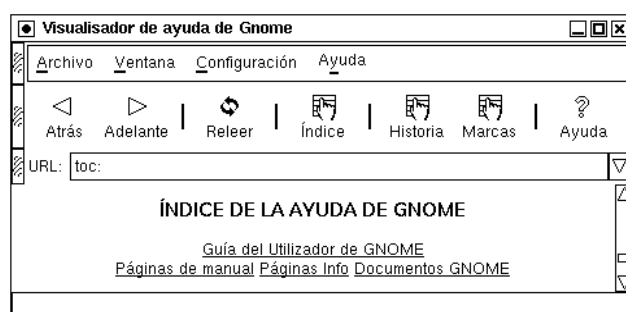 Visualisador de ayuda de Gnome
Archivo Ventana Configuración Ayuda
Atrás Adelante Releer Índice Historia Marcas Ayuda
URL: toc:
ÍNDICE DE LA AYUDA DE GNOME
Guía del Utilizador de GNOME
Páginas de manual Páginas Info Documentos GNOME